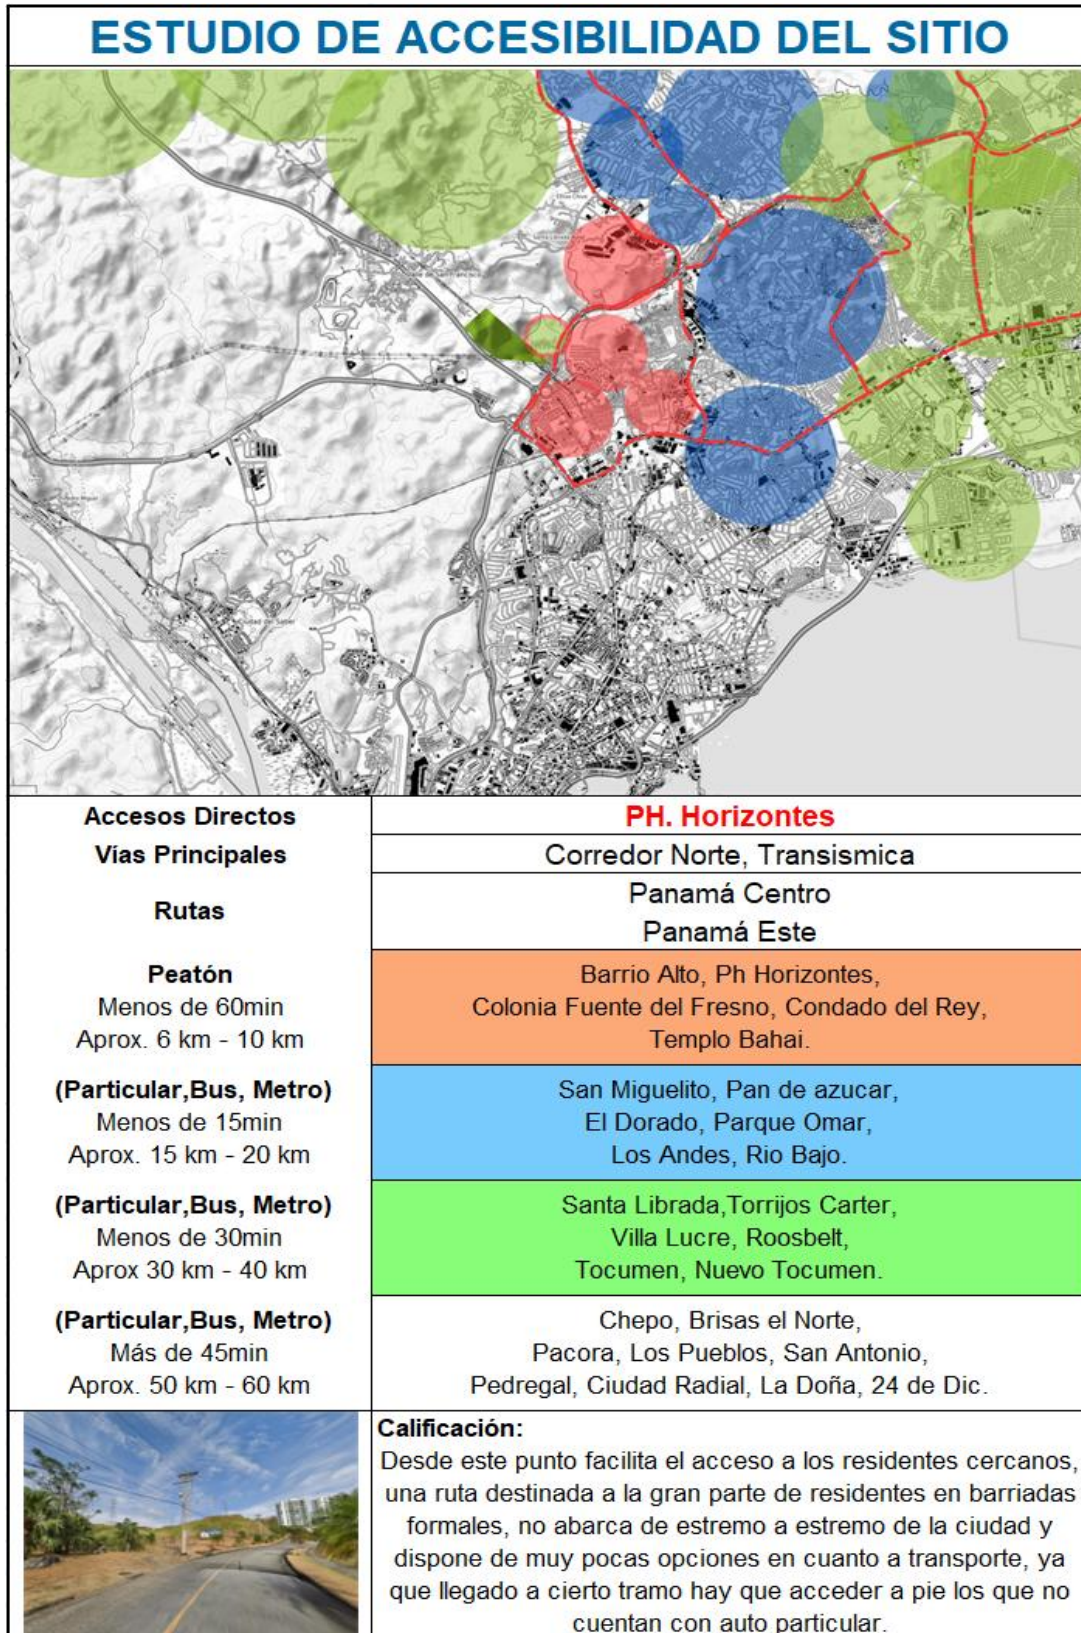 ESTUDIO DE ACCESIBILIDAD DEL SITIO
Ciudad del Saber
Accesos Directos
PH. Horizontes
Vías Principales
Corredor Norte, Transismica
Rutas
Panamá Centro
Panamá Este
Peatón
Menos de 60min
Aprox. 6 km - 10 km
Barrio Alto, Ph Horizontes,
Colonia Fuente del Fresno, Condado del Rey,
Templo Bahai.
(Particular,Bus, Metro)
Menos de 15min
Aprox. 15 km - 20 km
San Miguelito, Pan de azucar,
El Dorado, Parque Omar,
Los Andes, Rio Bajo.
(Particular,Bus, Metro)
Menos de 30min
Aprox 30 km - 40 km
Santa Librada,Torrijos Carter,
Villa Lucre, Roosbelt,
Tocumen, Nuevo Tocumen.
(Particular,Bus, Metro)
Más de 45min
Aprox. 50 km - 60 km
Chepo, Brisas el Norte,
Pacora, Los Pueblos, San Antonio,
Pedregal, Ciudad Radial, La Doña, 24 de Dic.
Calificación:
Desde este punto facilita el acceso a los residentes cercanos,
una ruta destinada a la gran parte de residentes en barriadas
formales, no abarca de estremo a estremo de la ciudad y
dispone de muy pocas opciones en cuanto a transporte, ya
que llegado a cierto tramo hay que acceder a pie los que no
cuentan con auto particular.